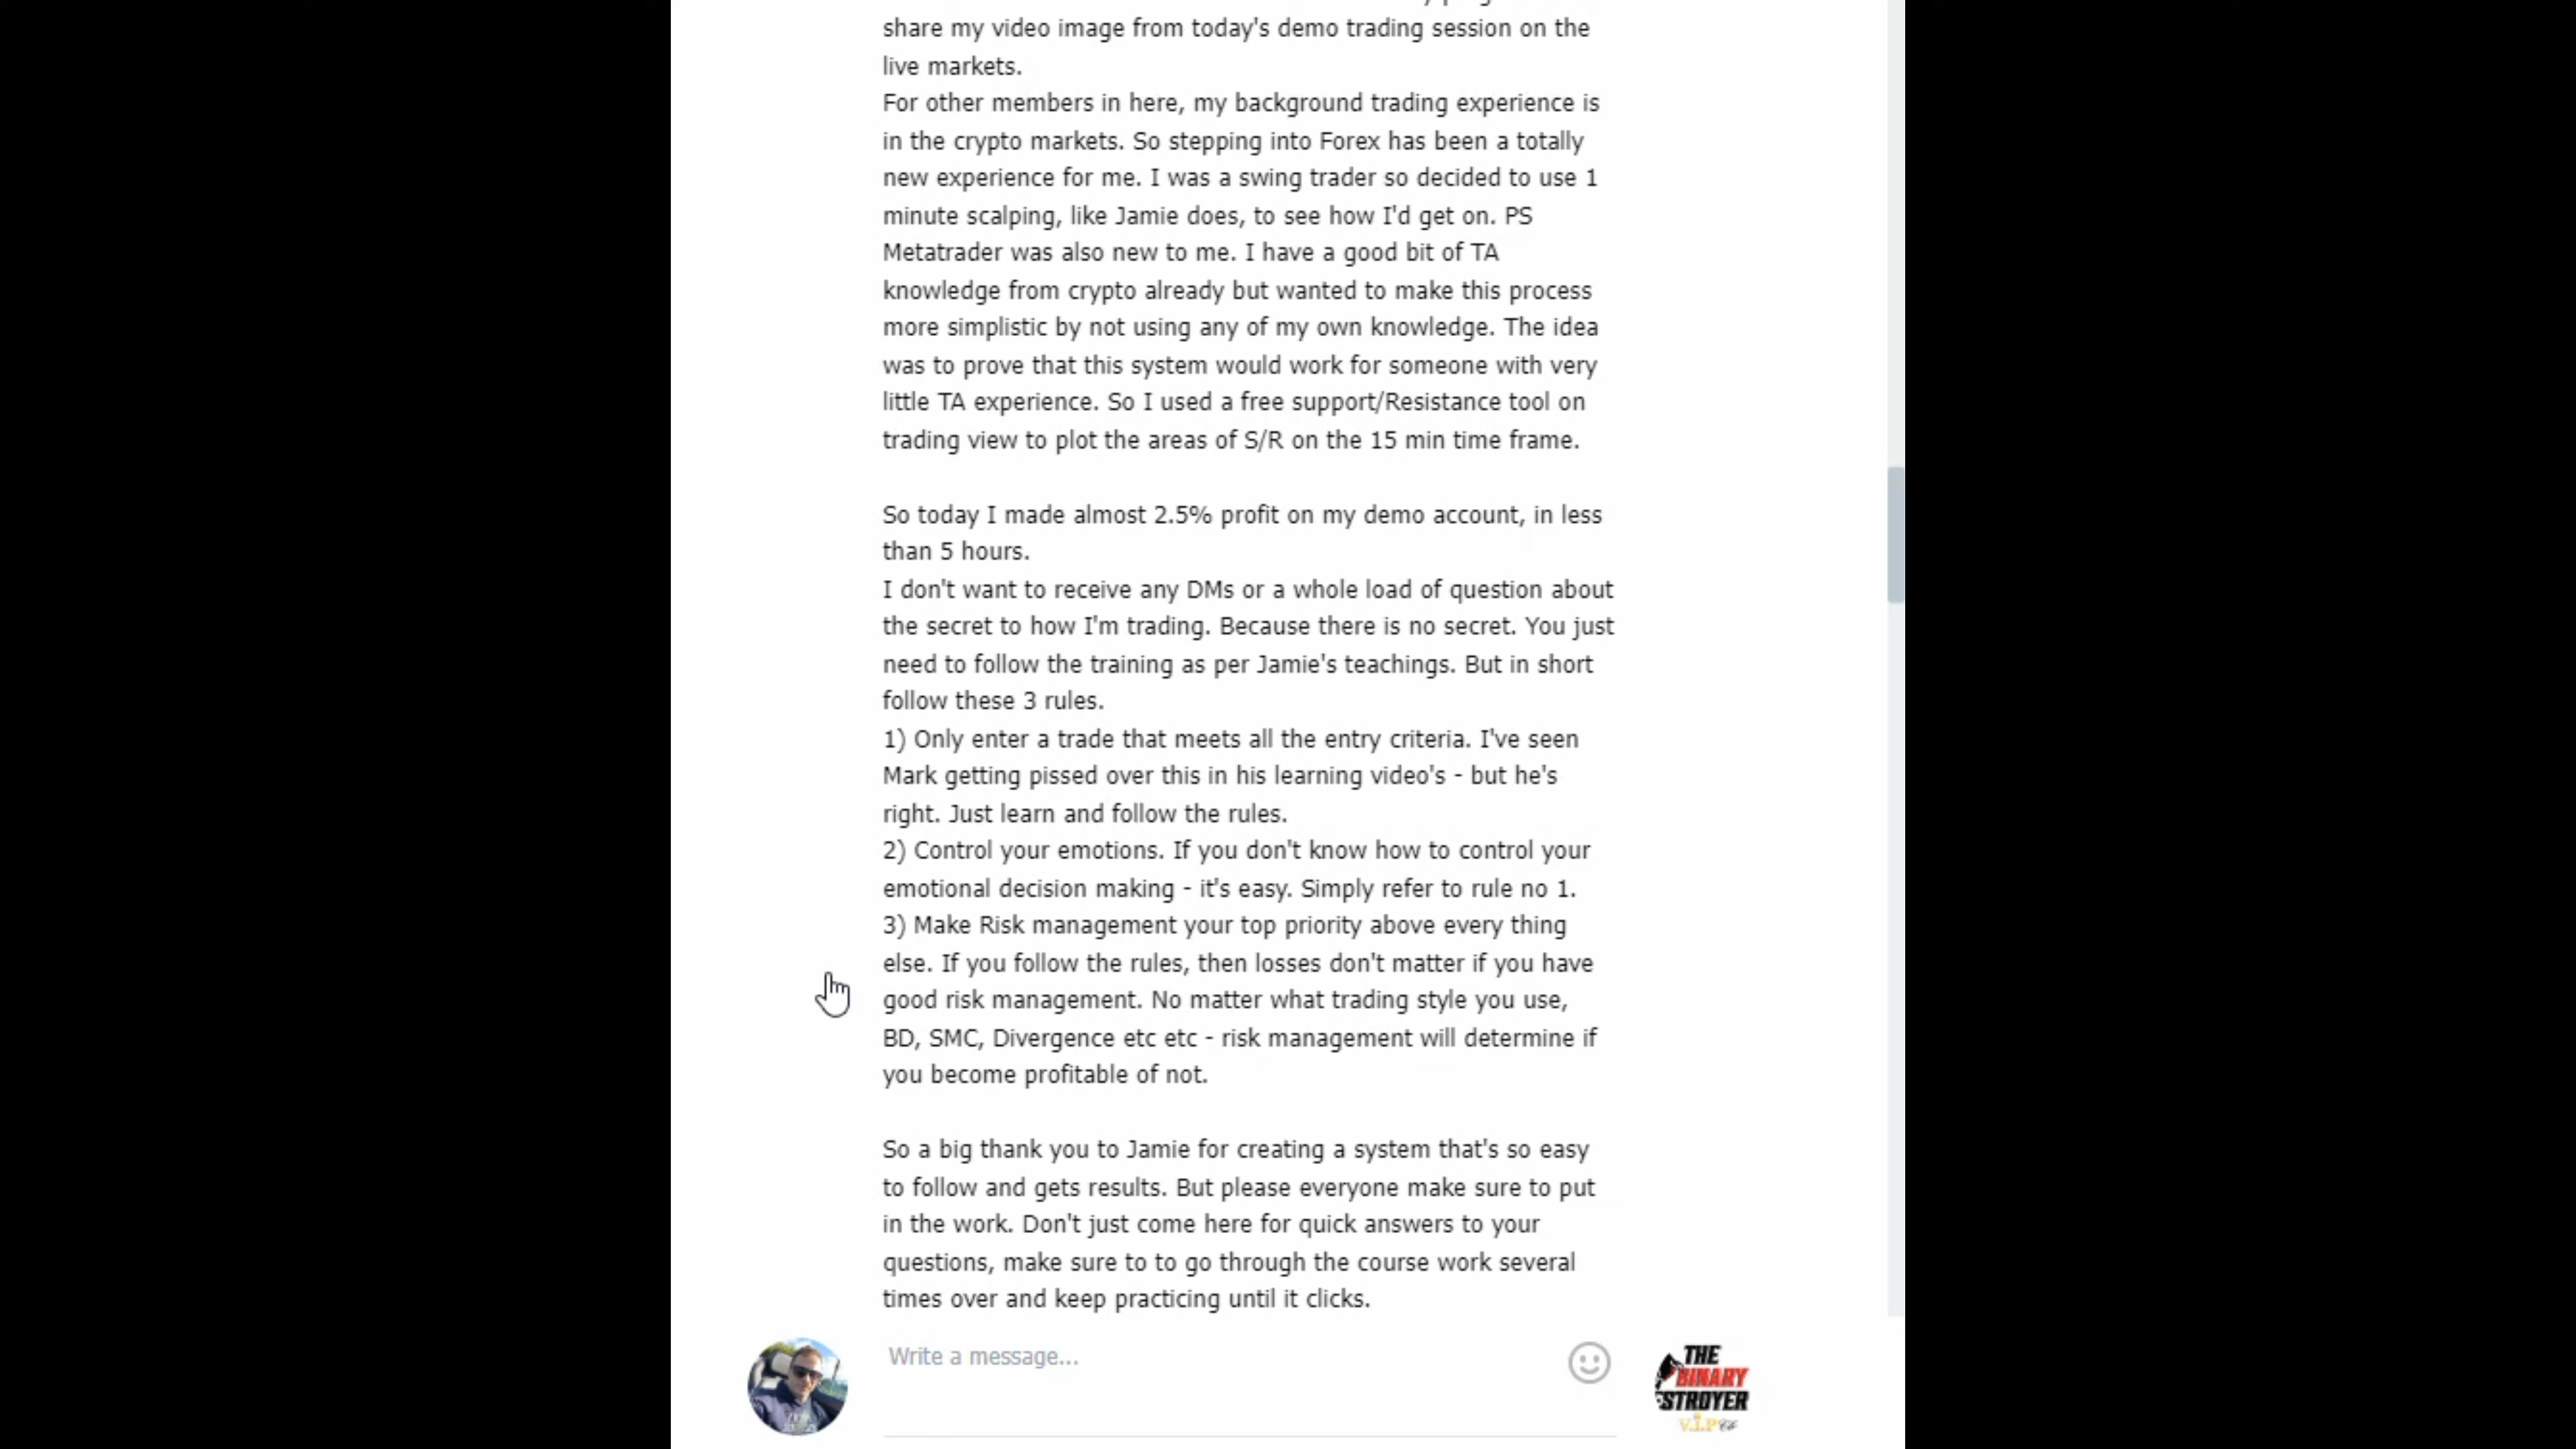 share my video image from today's demo trading session on the
live markets.
For other members in here, my background trading experience is
in the crypto markets. So stepping into Forex has been a totally
new experience for me. I was a swing trader so decided to use 1
minute scalping, like Jamie does, to see how I'd get on. PS
Metatrader was also new to me. I have a good bit of TA
knowledge from crypto already but wanted to make this process
more simplistic by not using any of my own knowledge. The idea
was to prove that this system would work for someone with very
little TA experience. So I used a free support/Resistance tool on
trading view to plot the areas of S/R on the 15 min time frame.
So today I made almost 2.5% profit on my demo account, in less
than 5 hours.
I don't want to receive any DMs or a whole load of question about
the secret to how I'm trading. Because there is no secret. You just
need to follow the training as per Jamie's teachings. But in short
follow these 3 rules.
1) Only enter a trade that meets all the entry criteria. I've seen
Mark getting pissed over this in his learning video's - but he's
right. Just learn and follow the rules.
2) Control your emotions. If you don't know how to control your
emotional decision making - it's easy. Simply refer to rule no 1.
3) Make Risk management your top priority above every thing
else. If you follow the rules, then losses don't matter if you have
good risk management. No matter what trading style you use,
BD, SMC, Divergence etc etc - risk management will determine if
you become profitable of not.
So a big thank you to Jamie for creating a system that's so easy
to follow and gets results. But please everyone make sure to put
in the work. Don't just come here for quick answers to your
questions, make sure to to go through the course work several
times over and keep practicing until it clicks.
Write a message...
THE
BINARY
ESTROYER
V.I.P